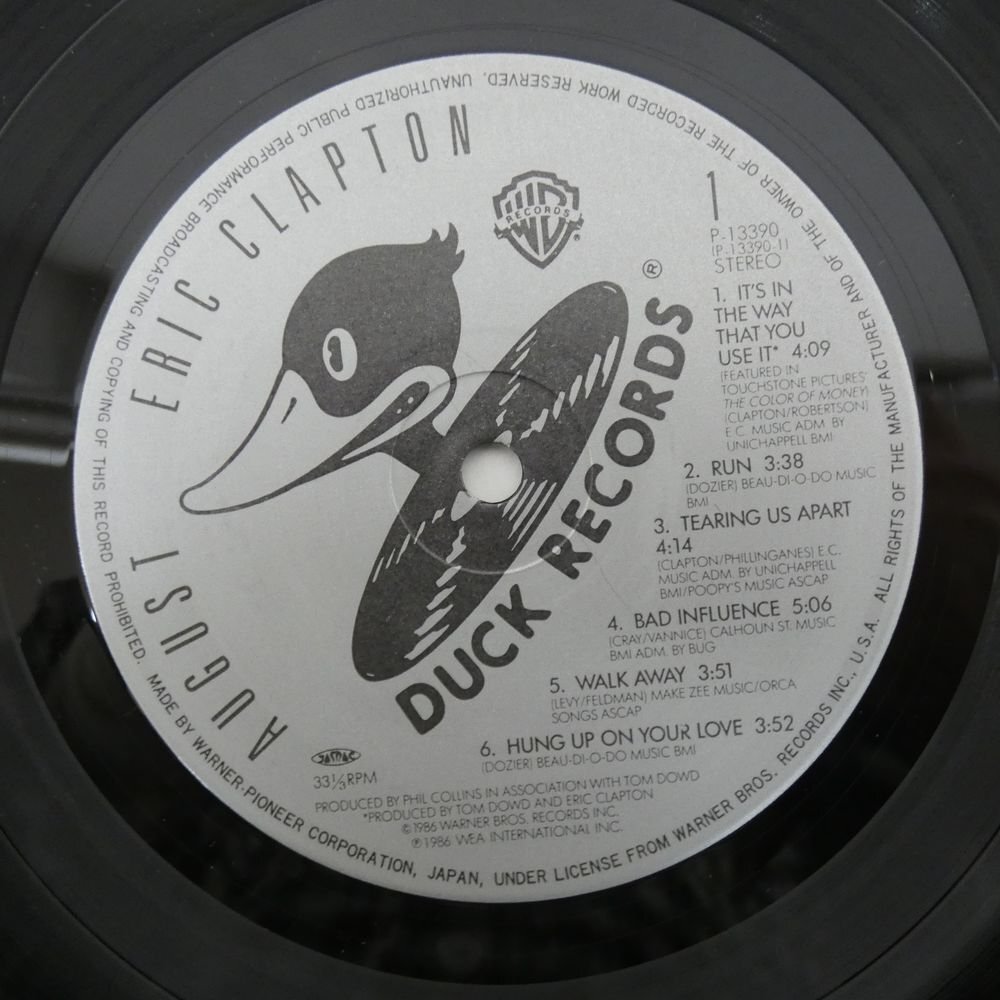 ERIC CLAPTON
AUGUST
W
RECORDS
®
1
P-13390
(P-13390-1)
STEREO
1. IT'S IN
THE WAY
THAT YOU
USE IT* 4:09
(FEATURED IN
TOUCHSTONE PICTURES'
THE COLOR OF MONEY)
(CLAPTON/ROBERTSON)
E.C. MUSIC ADM. BY
UNICHAPPELL BMI
2. RUN 3:38
(DOZIER) BEAU-DI-O-DO MUSIC
BMI
3. TEARING US APART
4:14
(CLAPTON/PHILLINGANES) E.C.
MUSIC ADM. BY UNICHAPPELL
BMI/POOPY'S MUSIC ASCAP
4. BAD INFLUENCE 5:06
(CRAY/VANNICE) CALHOUN ST. MUSIC
BMI ADM. BY BUG
5. WALK AWAY 3:51
(LEVY/FELDMAN) MAKE ZEE MUSIC/ORCA
SONGS ASCAP
6. HUNG UP ON YOUR LOVE 3:52
(DOZIER) BEAU-DI-O-DO MUSIC BMI
DUCK RECORDS®
JASRAC
33⅓RPM
PRODUCED BY PHIL COLLINS IN ASSOCIATION WITH TOM DOWD
*PRODUCED BY TOM DOWD AND ERIC CLAPTON
©1986 WARNER BROS. RECORDS INC.
℗1986 WEA INTERNATIONAL INC.
MADE BY WARNER-PIONEER CORPORATION, JAPAN, UNDER LICENSE FROM WARNER BROS. RECORDS INC., U.S.A. ALL RIGHTS OF THE MANUFACTURER AND OF THE OWNER OF THE RECORDED WORK RESERVED. UNAUTHORIZED PUBLIC PERFORMANCE BROADCASTING AND COPYING OF THIS RECORD PROHIBITED.